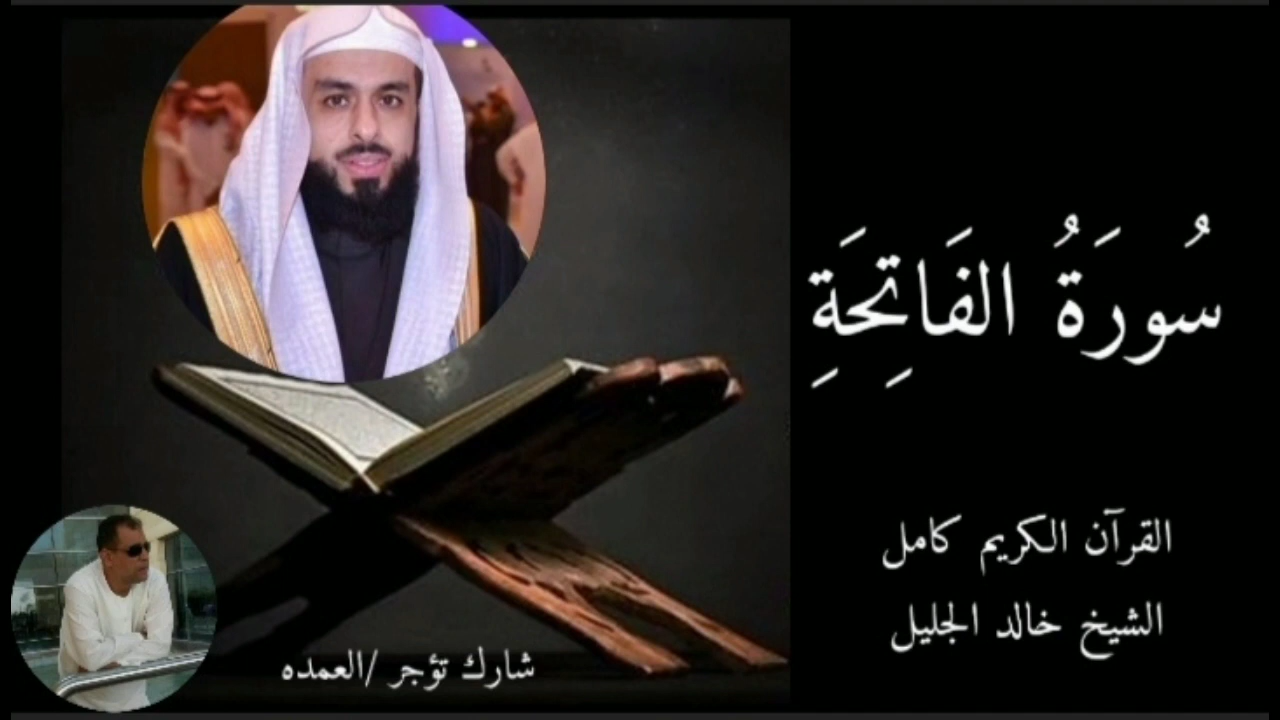 سُورَةُ الفَاتِحَةِ
القرآن الكريم كامل
الشيخ خالد الجليل
شارك تؤجر /العمده